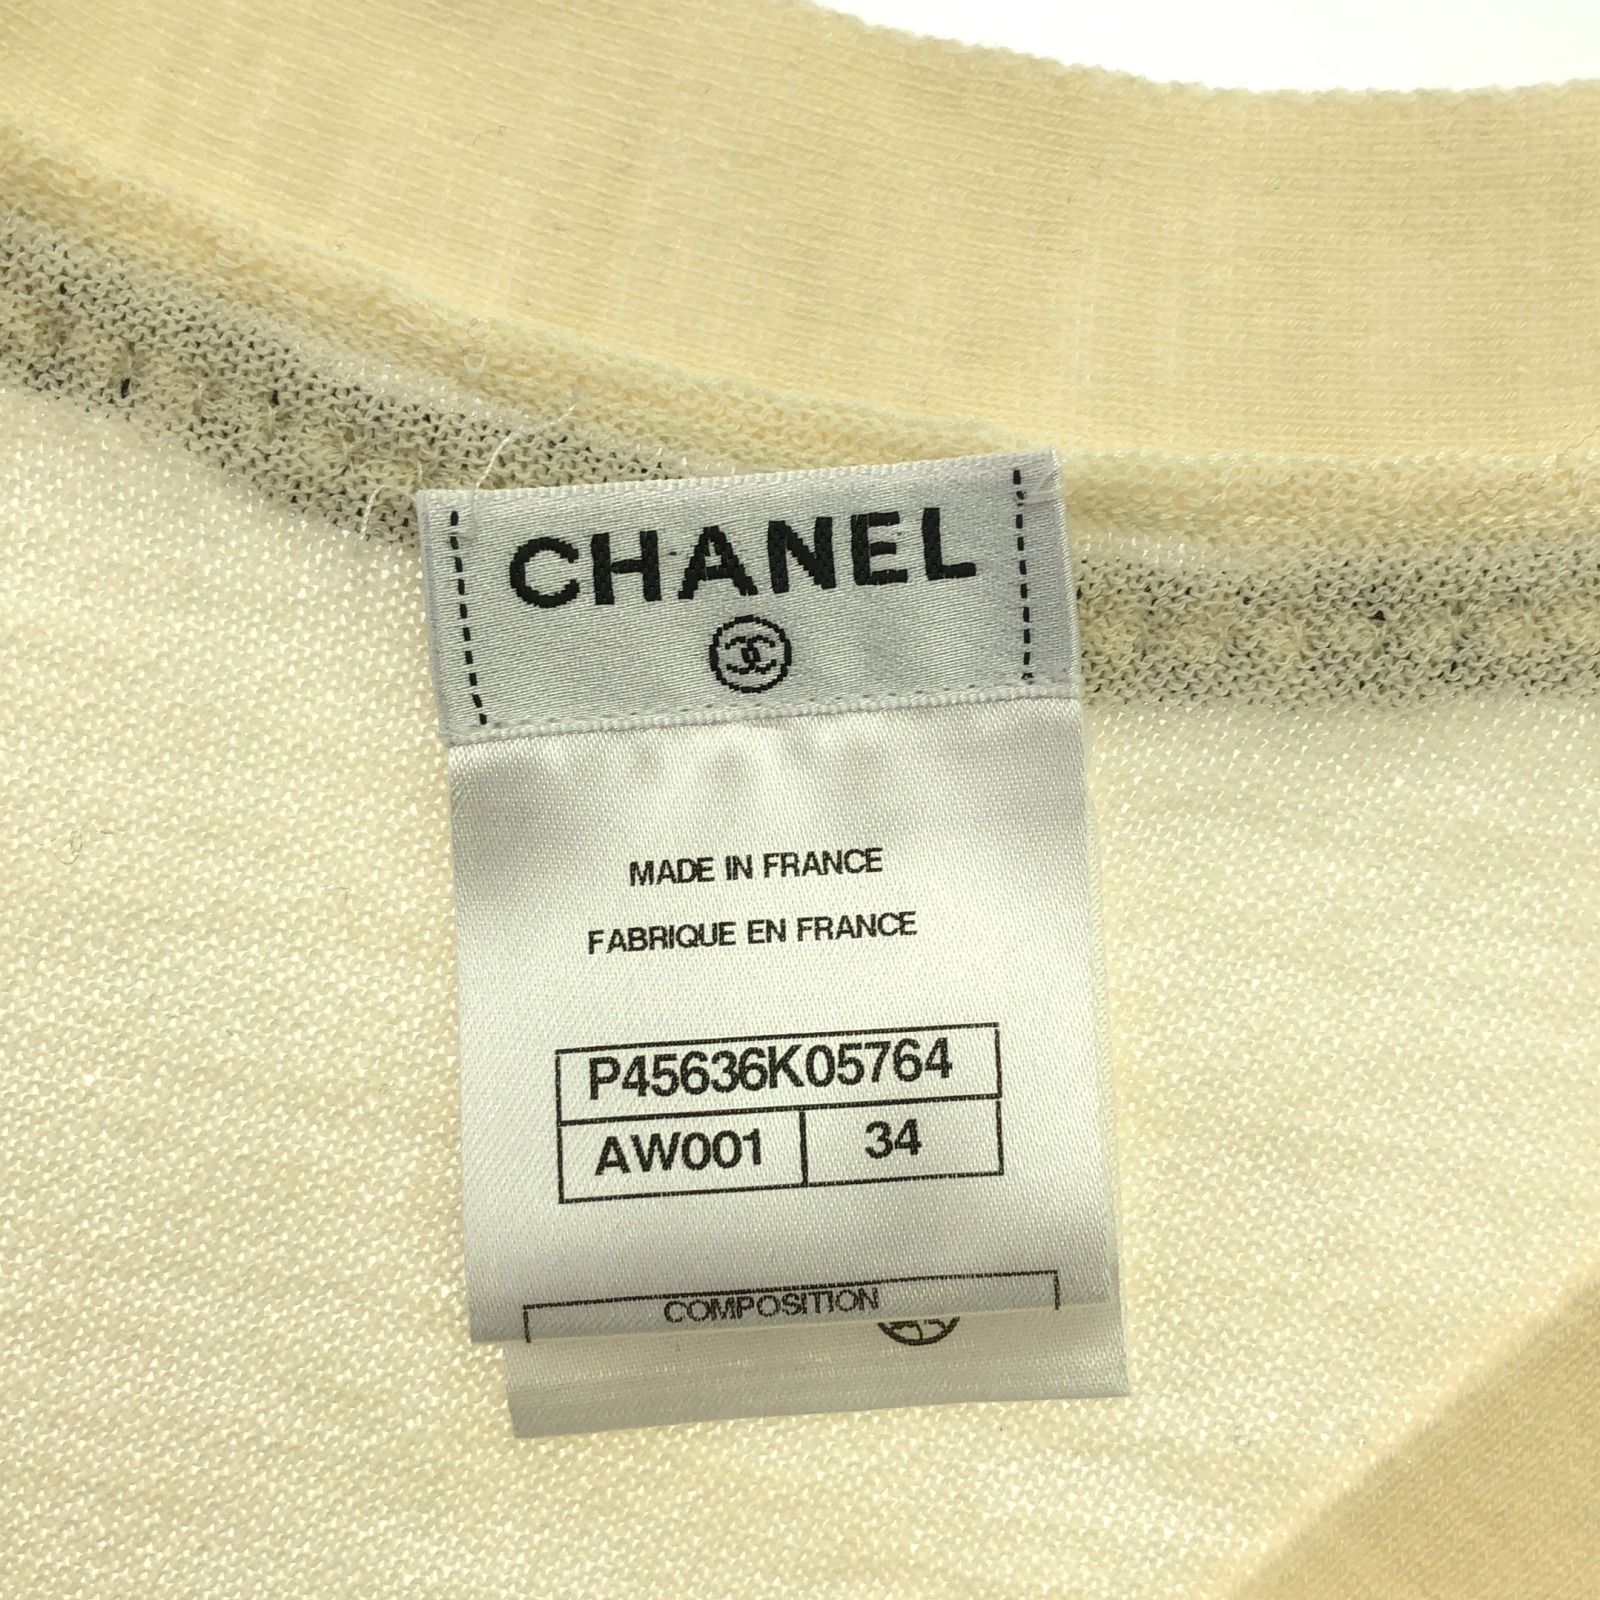 CHANEL
MADE IN FRANCE
FABRIQUE EN FRANCE
P45636K05764
AW001 34
COMPOSITION